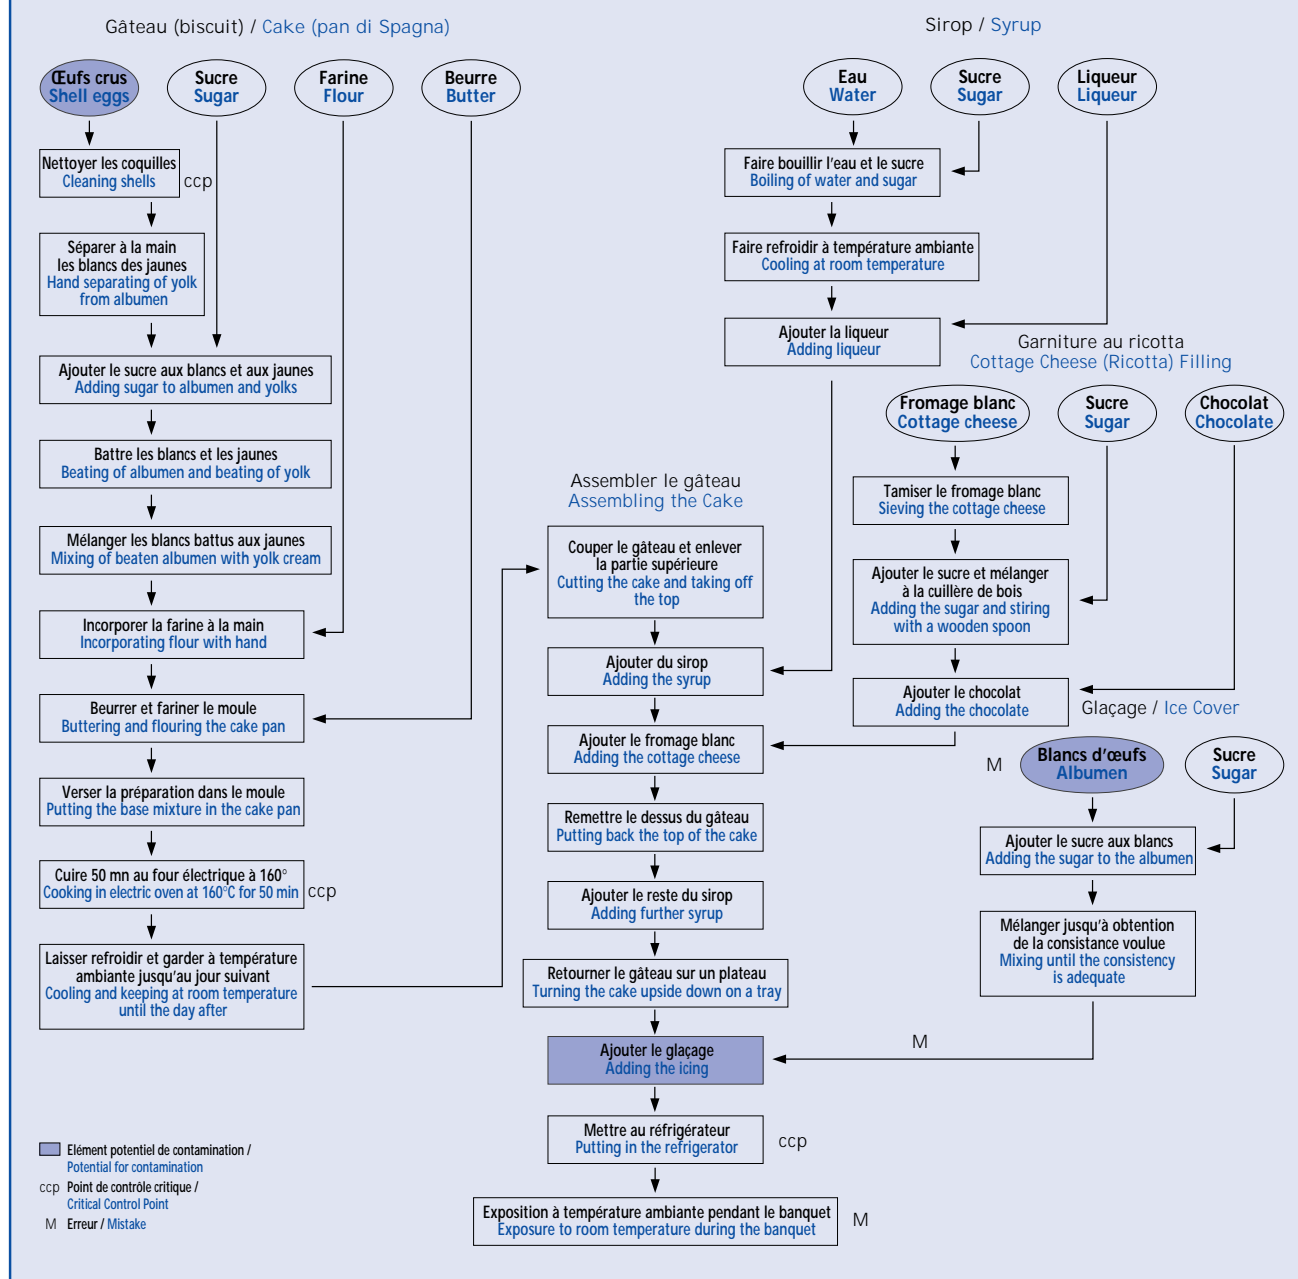 Gâteau (biscuit) / Cake (pan di Spagna)
Œufs crus
Shell eggs
Sucre
Sugar
Farine
Flour
Beurre
Butter
Nettoyer les coquilles
Cleaning shells
ccp
Séparer à la main
les blancs des jaunes
Hand separating of yolk
from albumen
Ajouter le sucre aux blancs et aux jaunes
Adding sugar to albumen and yolks
Battre les blancs et les jaunes
Beating of albumen and beating of yolk
Mélanger les blancs battus aux jaunes
Mixing of beaten albumen with yolk cream
Incorporer la farine à la main
Incorporating flour with hand
Beurrer et fariner le moule
Buttering and flouring the cake pan
Verser la préparation dans le moule
Putting the base mixture in the cake pan
Cuire 50 mn au four électrique à 160°
Cooking in electric oven at 160°C for 50 min
ccp
Laisser refroidir et garder à température
ambiante jusqu'au jour suivant
Cooling and keeping at room temperature
until the day after
Sirop / Syrup
Eau
Water
Sucre
Sugar
Liqueur
Liqueur
Faire bouillir l'eau et le sucre
Boiling of water and sugar
Faire refroidir à température ambiante
Cooling at room temperature
Ajouter la liqueur
Adding liqueur
Garniture au ricotta
Cottage Cheese (Ricotta) Filling
Fromage blanc
Cottage cheese
Sucre
Sugar
Chocolat
Chocolate
Tamiser le fromage blanc
Sieving the cottage cheese
Ajouter le sucre et mélanger
à la cuillère de bois
Adding the sugar and stiring
with a wooden spoon
Ajouter le chocolat
Adding the chocolate
Glaçage / Ice Cover
M
Blancs d'œufs
Albumen
Sucre
Sugar
Ajouter le sucre aux blancs
Adding the sugar to the albumen
Mélanger jusqu'à obtention
de la consistance voulue
Mixing until the consistency
is adequate
M
Assembler le gâteau
Assembling the Cake
Couper le gâteau et enlever
la partie supérieure
Cutting the cake and taking off
the top
Ajouter du sirop
Adding the syrup
Ajouter le fromage blanc
Adding the cottage cheese
Remettre le dessus du gâteau
Putting back the top of the cake
Ajouter le reste du sirop
Adding further syrup
Retourner le gâteau sur un plateau
Turning the cake upside down on a tray
Ajouter le glaçage
Adding the icing
Mettre au réfrigérateur
Putting in the refrigerator
ccp
Exposition à température ambiante pendant le banquet
Exposure to room temperature during the banquet
M
Elément potentiel de contamination /
Potential for contamination
ccp Point de contrôle critique /
Critical Control Point
M Erreur / Mistake